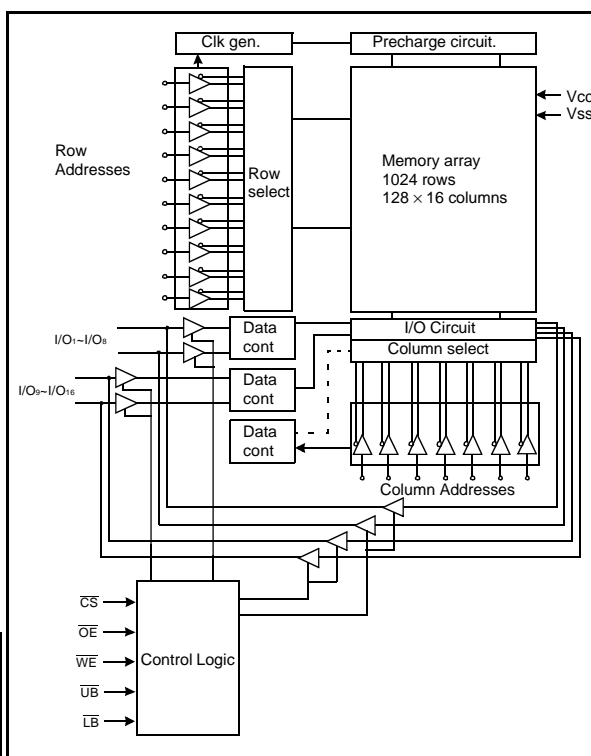 Clk gen.
Precharge circuit.
Vcc
Vss
Row
Addresses
Row
select
Memory array
1024 rows
128 × 16 columns
I/O1~I/O8
Data
cont
I/O Circuit
Column select
I/O9~I/O16
Data
cont
Data
cont
Column Addresses
CS
OE
WE
UB
LB
Control Logic